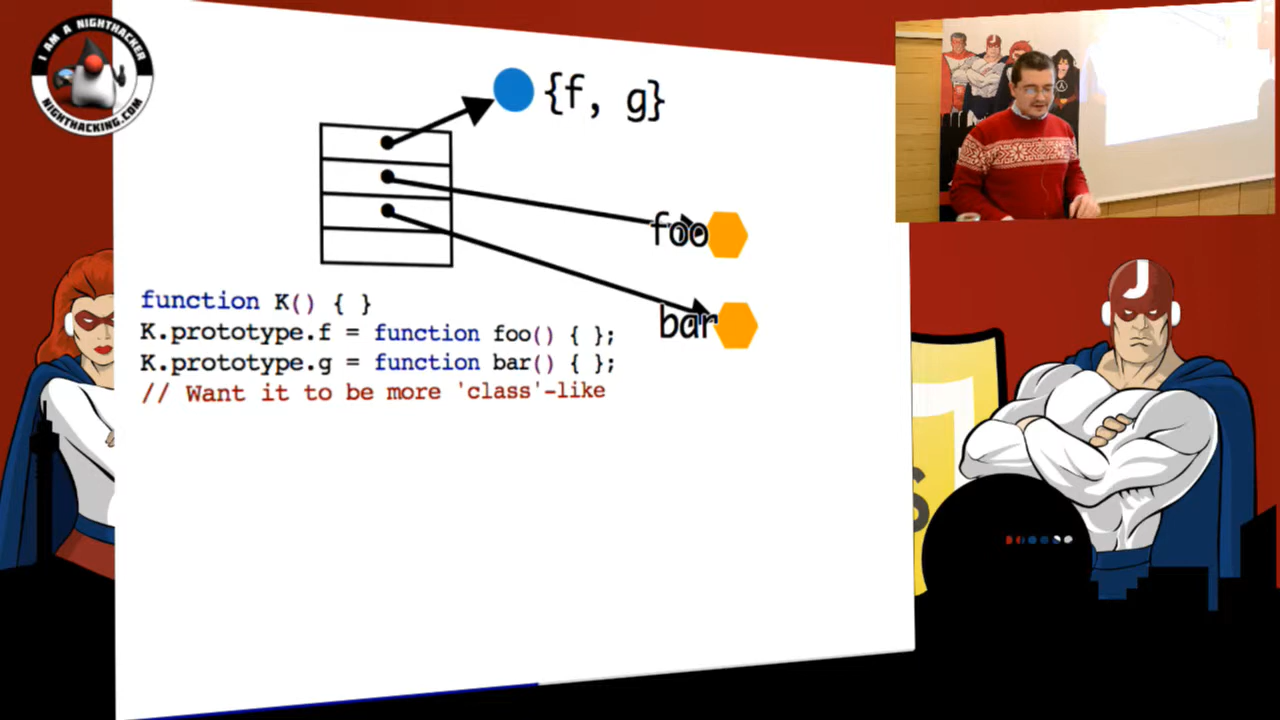 I AM A NIGHTHACKER
NIGHTHACKING.COM
{f, g}
foo
bar
function K() { }
K.prototype.f = function foo() { };
K.prototype.g = function bar() { };
// Want it to be more 'class'-like
J
J
S